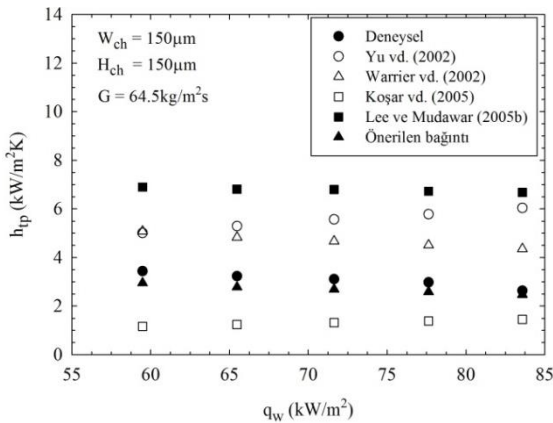 14
12
10
8
6
4
2
0
h_tp (kW/m²K)
W_ch = 150μm
H_ch = 150μm
G = 64.5kg/m²s
Deneysel
Yu vd. (2002)
Warrier vd. (2002)
Koşar vd. (2005)
Lee ve Mudawar (2005b)
Önerilen bağıntı
55 60 65 70 75 80 85
q_w (kW/m²)